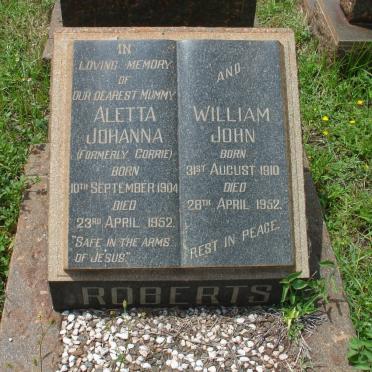 IN
LOVING MEMORY
OF
OUR DEAREST MUMMY
ALETTA
JOHANNA
(FORMERLY CORRIE)
BORN
10TH SEPTEMBER 1904
DIED
23RD APRIL 1952.
"SAFE IN THE ARMS
OF JESUS."
AND
WILLIAM
JOHN
BORN
31ST AUGUST 1910
DIED
28TH APRIL 1952.
REST IN PEACE.
ROBERTS